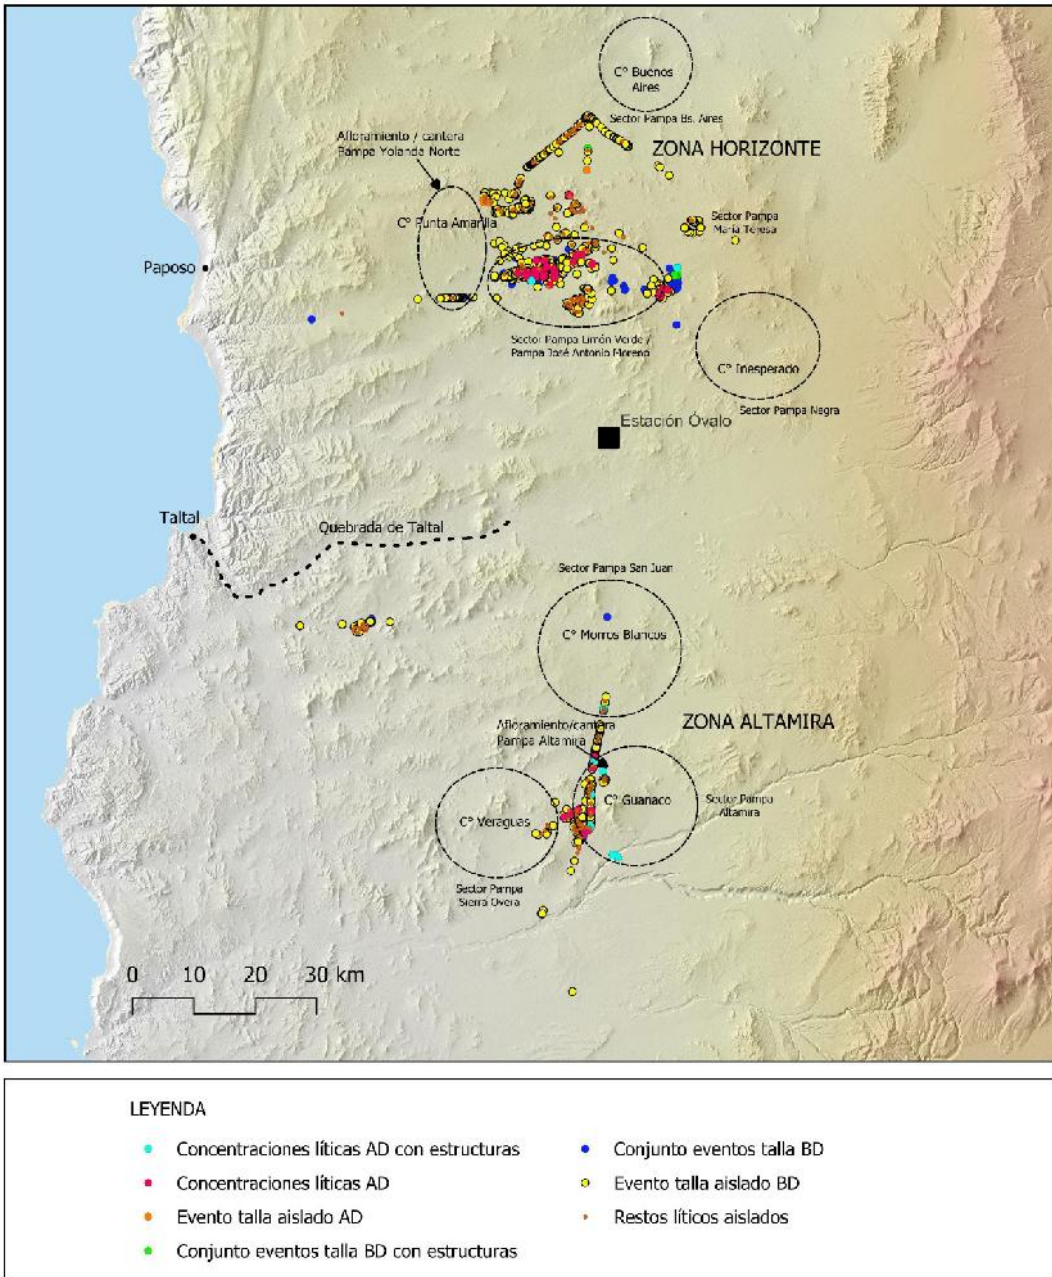 C° Buenos
Aires
Sector Pampa Bs. Aires
Afloramiento / cantera
Pampa Yolanda Norte
ZONA HORIZONTE
C° Punta Amarilla
Sector Pampa
María Teresa
Paposo
Sector Pampa Limón Verde /
Pampa José Antonio Moreno
C° Inesperado
Sector Pampa Negra
Estación Óvalo
Taltal
Quebrada de Taltal
Sector Pampa San Juan
C° Morros Blancos
ZONA ALTAMIRA
Afloramiento/cantera
Pampa Altamira
C° Guanaco
Sector Pampa
Altamira
C° Veraguas
Sector Pampa
Sierra Overa
0 10 20 30 km
LEYENDA
Concentraciones líticas AD con estructuras
Concentraciones líticas AD
Evento talla aislado AD
Conjunto eventos talla BD con estructuras
Conjunto eventos talla BD
Evento talla aislado BD
Restos líticos aislados